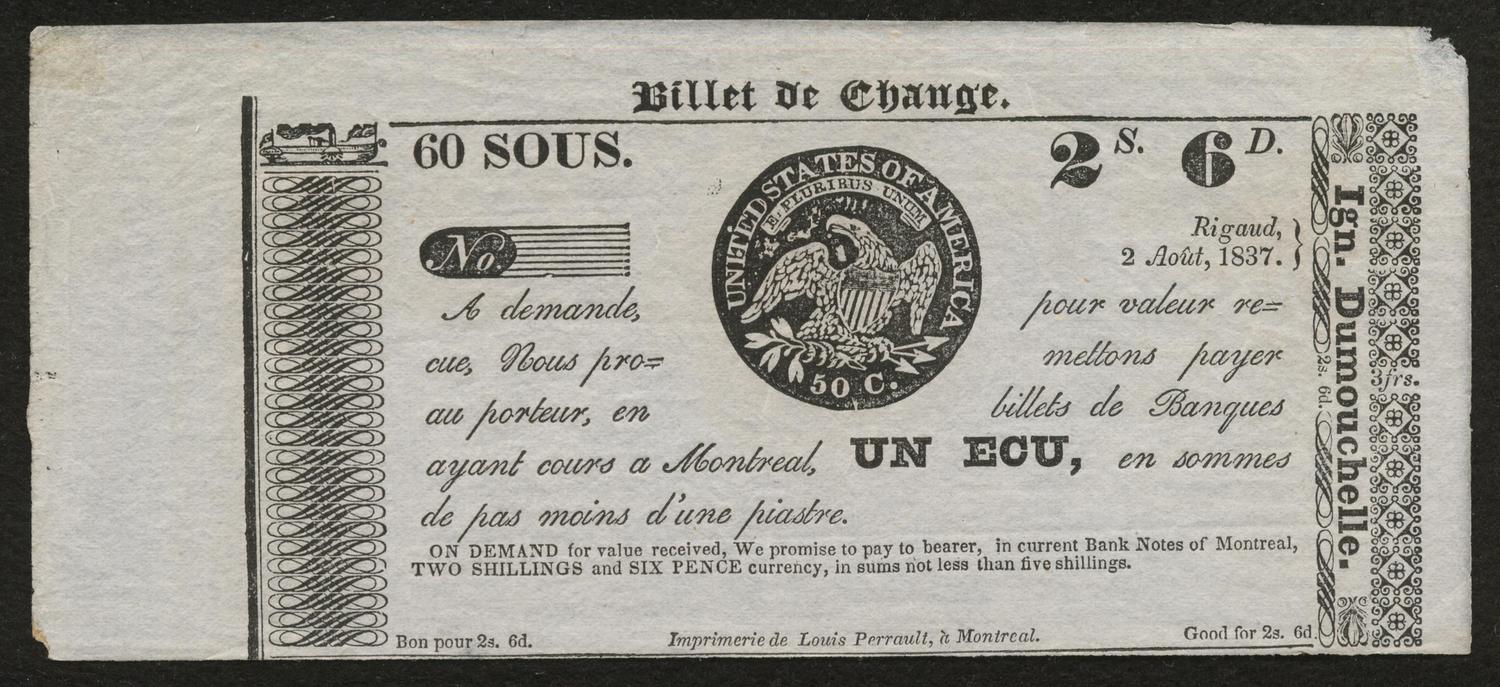 Billet de Change.
60 SOUS.
2 S. 6 D.
UNITED STATES OF AMERICA
E PLURIBUS UNUM
50 C.
No
Rigaud,
2 Août, 1837.
A demande, pour valeur re=
cue, Nous pro= mettons payer
au porteur, en billets de Banques
ayant cours a Montreal, UN ECU, en sommes
de pas moins d'une piastre.
ON DEMAND for value received, We promise to pay to bearer, in current Bank Notes of Montreal,
TWO SHILLINGS and SIX PENCE currency, in sums not less than five shillings.
Bon pour 2s. 6d.
Imprimerie de Louis Perrault, à Montreal.
Good for 2s. 6d.
2s. 6d.
Ign. Dumouchelle.
3frs.